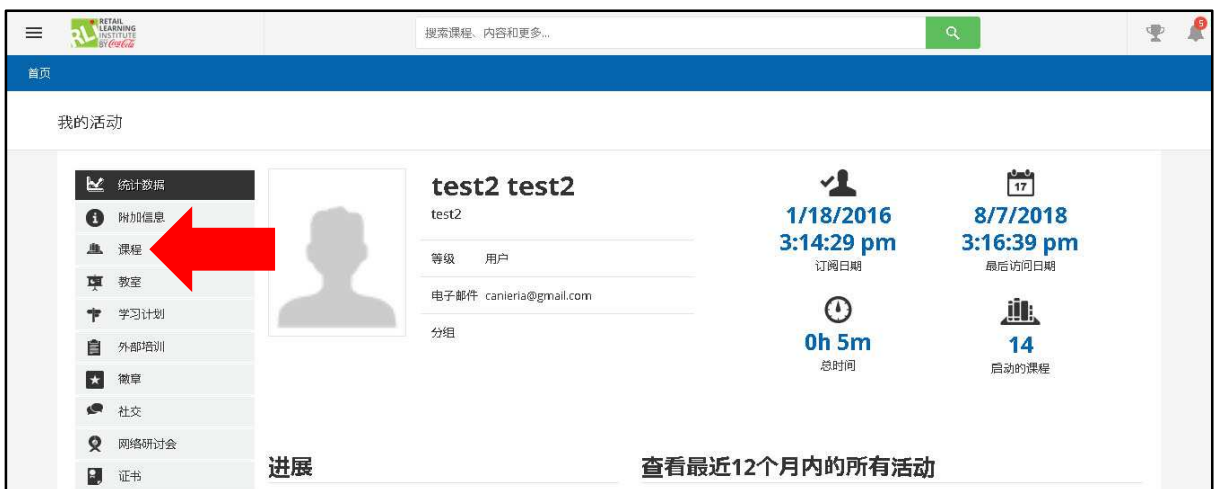 RETAIL
LEARNING
INSTITUTE
BY Coca-Cola
搜索课程、内容和更多...
5
首页
我的活动
统计数据
附加信息
课程
教室
学习计划
外部培训
徽章
社交
网络研讨会
证书
test2 test2
test2
等级 用户
电子邮件 canieria@gmail.com
分组
1/18/2016
3:14:29 pm
订阅日期
17
8/7/2018
3:16:39 pm
最后访问日期
0h 5m
总时间
14
启动的课程
进展
查看最近12个月内的所有活动